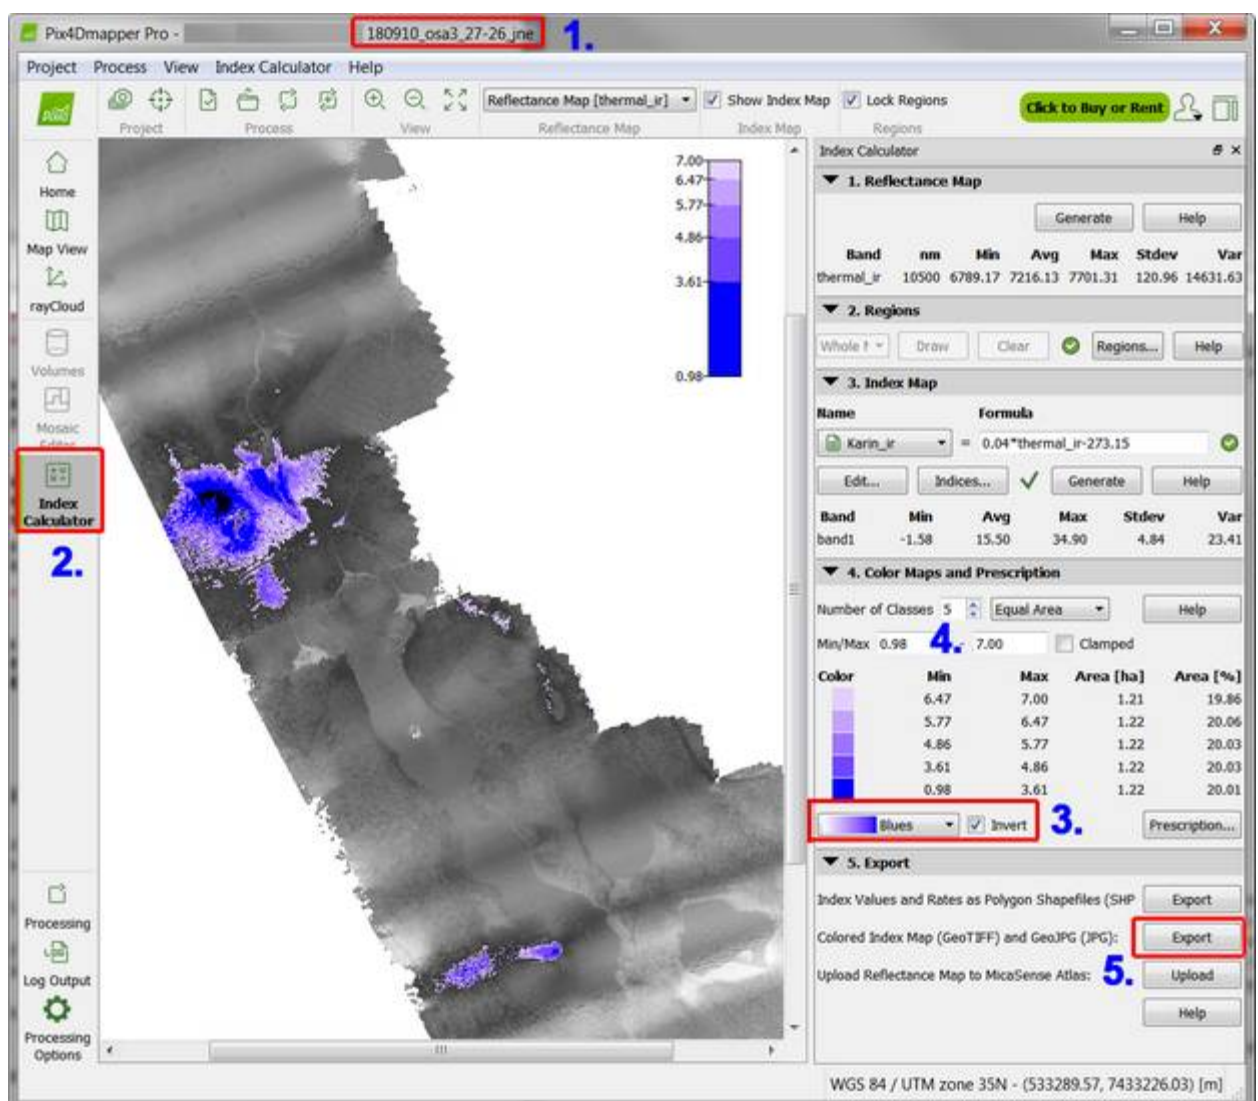 Pix4Dmapper Pro - 180910_osa3_27-26_jne 1.
Project Process View Index Calculator Help
Reflectance Map [thermal_ir] Show Index Map Lock Regions Click to Buy or Rent
Project Process View Reflectance Map Index Map Regions
Home
Map View
rayCloud
Volumes
Mosaic
Editor
Index
Calculator
2.
Processing
Log Output
Processing
Options
7.00
6.47
5.77
4.86
3.61
0.98
Index Calculator
1. Reflectance Map
Generate Help
Band nm Min Avg Max Stdev Var
thermal_ir 10500 6789.17 7216.13 7701.31 120.96 14631.63
2. Regions
Whole Draw Clear Regions... Help
3. Index Map
Name Formula
Karin_ir = 0.04*thermal_ir-273.15
Edit... Indices... Generate Help
Band Min Avg Max Stdev Var
band1 -1.58 15.50 34.90 4.84 23.41
4. Color Maps and Prescription
Number of Classes 5 Equal Area Help
Min/Max 0.98 4. - 7.00 Clamped
Color Min Max Area [ha] Area [%]
6.47 7.00 1.21 19.86
5.77 6.47 1.22 20.06
4.86 5.77 1.22 20.03
3.61 4.86 1.22 20.03
0.98 3.61 1.22 20.01
Blues Invert 3. Prescription...
5. Export
Index Values and Rates as Polygon Shapefiles (SHP Export
Colored Index Map (GeoTIFF) and GeoJPG (JPG): Export
Upload Reflectance Map to MicaSense Atlas: 5. Upload
Help
WGS 84 / UTM zone 35N - (533289.57, 7433226.03) [m]